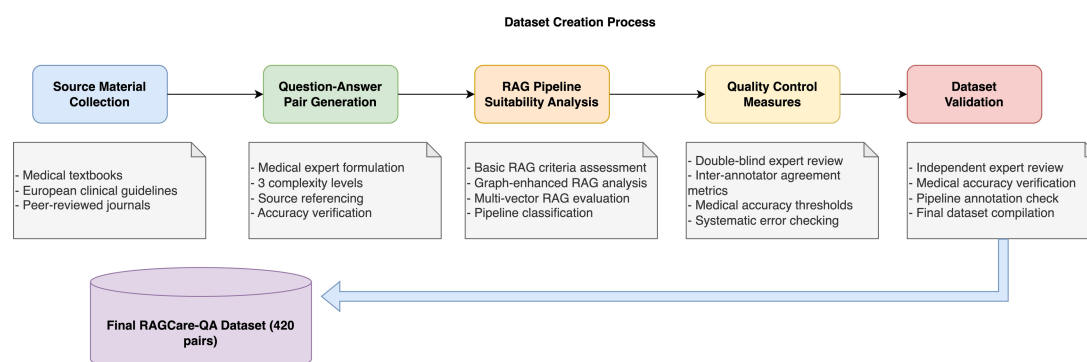 Dataset Creation Process
Source Material
Collection
Question-Answer
Pair Generation
RAG Pipeline
Suitability Analysis
Quality Control
Measures
Dataset
Validation
- Medical textbooks
- European clinical guidelines
- Peer-reviewed journals
- Medical expert formulation
- 3 complexity levels
- Source referencing
- Accuracy verification
- Basic RAG criteria assessment
- Graph-enhanced RAG analysis
- Multi-vector RAG evaluation
- Pipeline classification
- Double-blind expert review
- Inter-annotator agreement
metrics
- Medical accuracy thresholds
- Systematic error checking
- Independent expert review
- Medical accuracy verification
- Pipeline annotation check
- Final dataset compilation
Final RAGCare-QA Dataset (420
pairs)